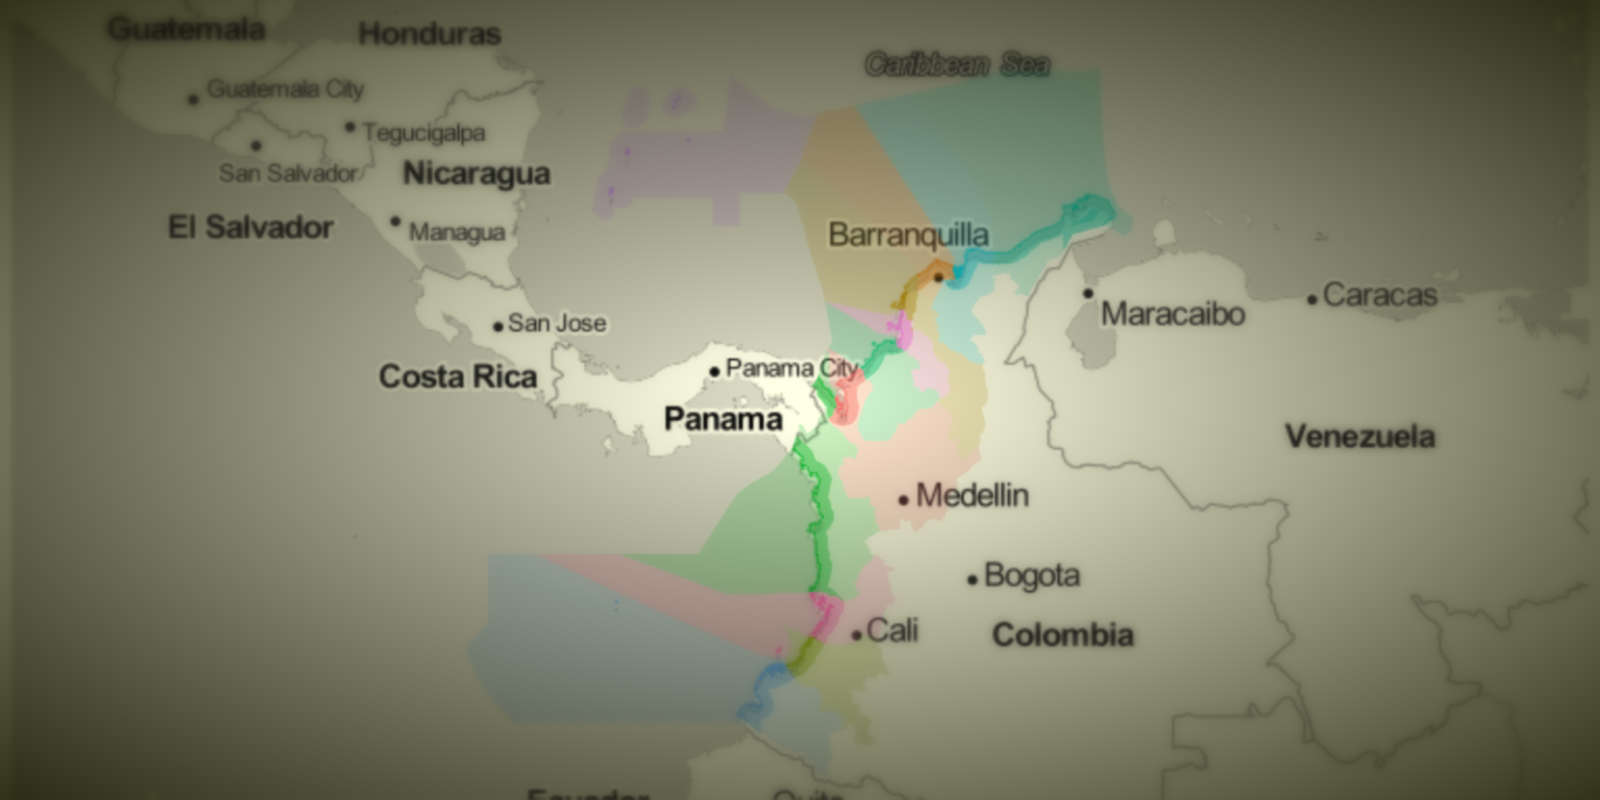 Guatemala
Honduras
Caribbean Sea
Guatemala City
Tegucigalpa
San Salvador
Nicaragua
El Salvador
Managua
Barranquilla
Maracaibo
Caracas
San Jose
Costa Rica
Panama City
Panama
Venezuela
Medellin
Bogota
Cali
Colombia
Ecuador
Quito